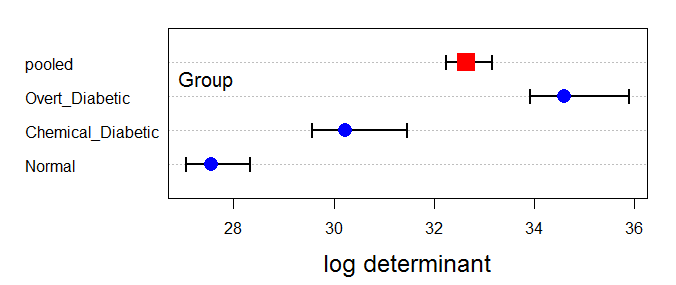 pooled
Group
Overt_Diabetic
Chemical_Diabetic
Normal
28 30 32 34 36
log determinant